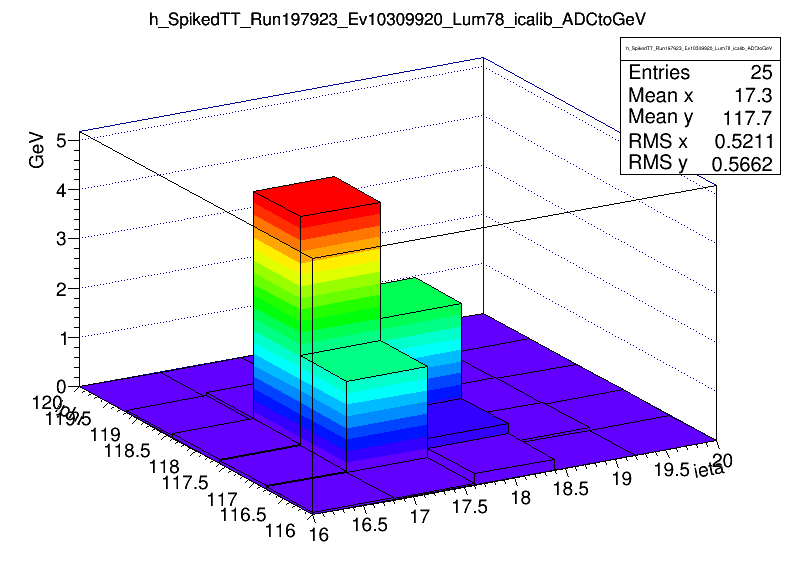 h_SpikedTT_Run197923_Ev10309920_Lum78_icalib_ADCtoGeV
h_SpikedTT_Run197923_Ev10309920_Lum78_icalib_ADCtoGeV
Entries 25
Mean x 17.3
Mean y 117.7
RMS x 0.5211
RMS y 0.5662
GeV
5
4
3
2
1
0
120
119.5
iphi
119
118.5
118
117.5
117
116.5
116
16
16.5
17
17.5
18
18.5
19
19.5
ieta
20